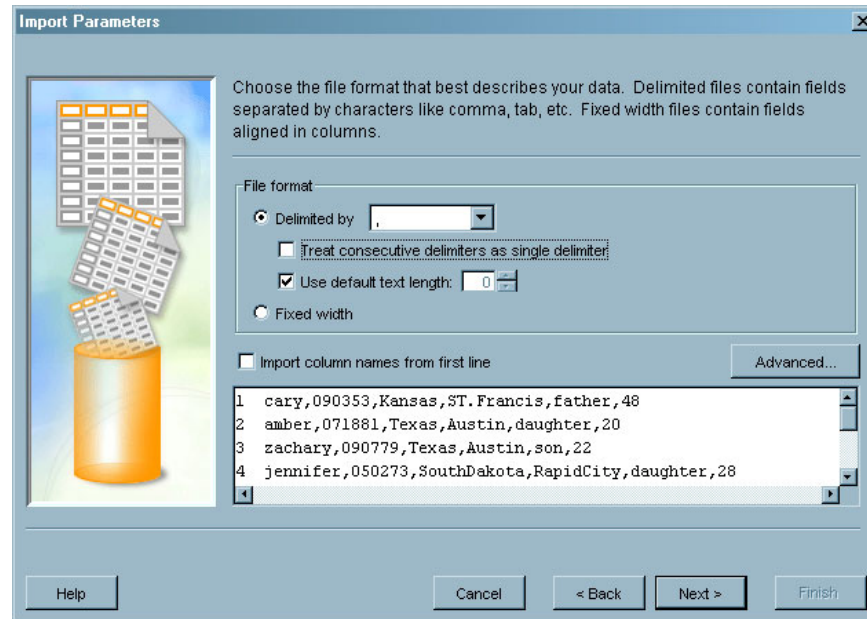 Import Parameters
Choose the file format that best describes your data. Delimited files contain fields
separated by characters like comma, tab, etc. Fixed width files contain fields
aligned in columns.
File format
Delimited by ,
Treat consecutive delimiters as single delimiter
Use default text length: 0
Fixed width
Import column names from first line
Advanced...
1 cary,090353,Kansas,ST.Francis,father,48
2 amber,071881,Texas,Austin,daughter,20
3 zachary,090779,Texas,Austin,son,22
4 jennifer,050273,SouthDakota,RapidCity,daughter,28
Help Cancel < Back Next > Finish